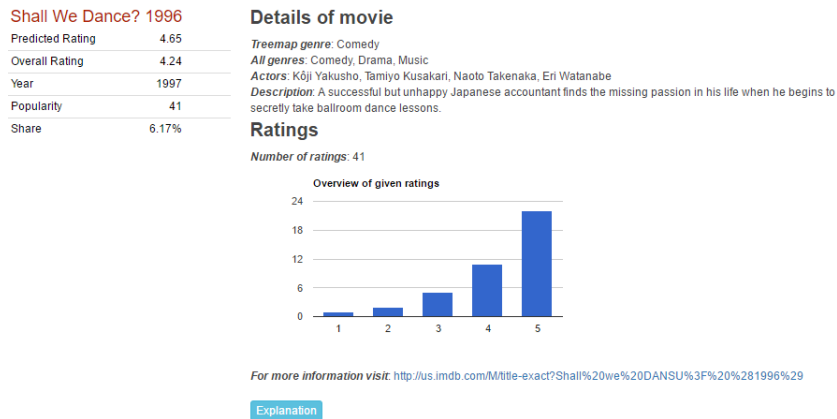 Shall We Dance? 1996
Predicted Rating 4.65
Overall Rating 4.24
Year 1997
Popularity 41
Share 6.17%
Details of movie
Treemap genre: Comedy
All genres: Comedy, Drama, Music
Actors: Kôji Yakusho, Tamiyo Kusakari, Naoto Takenaka, Eri Watanabe
Description: A successful but unhappy Japanese accountant finds the missing passion in his life when he begins to
secretly take ballroom dance lessons.
Ratings
Number of ratings: 41
Overview of given ratings
24
18
12
6
0
1 2 3 4 5
For more information visit: http://us.imdb.com/M/title-exact?Shall%20we%20DANSU%3F%20%281996%29
Explanation